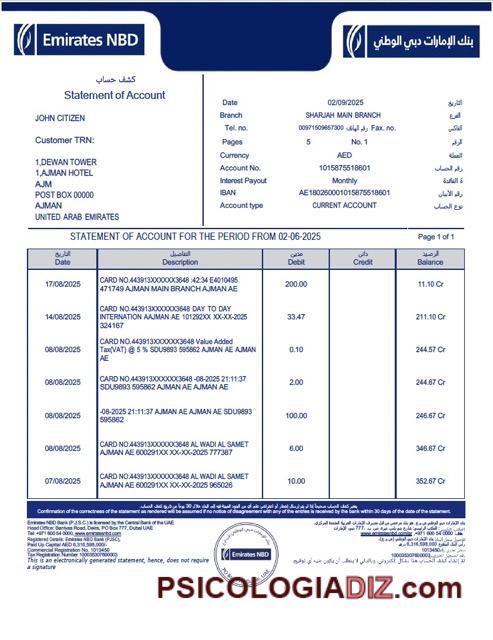 Emirates NBD
بنك الإمارات دبي الوطني
كشف حساب
Statement of Account
JOHN CITIZEN
Customer TRN:
1,DEWAN TOWER
1,AJMAN HOTEL
AJM
POST BOX 00000
AJMAN
UNITED ARAB EMIRATES
Date 02/09/2025 التاريخ
Branch SHARJAH MAIN BRANCH الفرع
Tel. no. 00971509657300 رقم الهاتف Fax. no. الفاكس
Pages 5 No. 1 الرقم
Currency AED العملة
Account No. 1015875518601 رقم الحساب
Interest Payout Monthly
IBAN AE180260001015875518601 رقم الآيبان
Account type CURRENT ACCOUNT نوع الحساب
STATEMENT OF ACCOUNT FOR THE PERIOD FROM 02-06-2025 Page 1 of 1
التاريخ التفاصيل مدين دائن الرصيد
Date Description Debit Credit Balance
17/08/2025 CARD NO.443913XXXXXX3648 :42:34 E4010495 200.00 11.10 Cr
471749 AJMAN MAIN BRANCH AJMAN AE
14/08/2025 CARD NO.443913XXXXXX3648 DAY TO DAY 33.47 211.10 Cr
INTERNATION AAJMAN AE 101292XX XX-XX-2025
324167
08/08/2025 CARD NO.443913XXXXXX3648 Value Added 0.10 244.57 Cr
Tax(VAT) @ 5 % SDU9893 595862 AJMAN AE AJMAN
AE
08/08/2025 CARD NO.443913XXXXXX3648 -08-2025 21:11:37 2.00 244.67 Cr
SDU9893 595862 AJMAN AE AJMAN AE
08/08/2025 -08-2025 21:11:37 AJMAN AE AJMAN AE SDU9893 100.00 246.67 Cr
595862
08/08/2025 CARD NO.443913XXXXXX3648 AL WADI AL SAMET 6.00 346.67 Cr
AJMAN AE 600291XX XX-XX-2025 777387
07/08/2025 CARD NO.443913XXXXXX3648 AL WADI AL SAMET 10.00 352.67 Cr
AJMAN AE 600291XX XX-XX-2025 965026
Confirmation of the correctness of the statement as rendered will be assumed if no notice of disagreement with any of the entries is received by the bank within 30 days of the date of the statement.
Emirates NBD Bank (P.J.S.C.) is licensed by the Central Bank of the UAE
Head Office: Baniyas Road, Deira, PO Box 777, Dubai UAE
Tel: +971 600 54 0000, www.emiratesnbd.com
Registered Details: Emirates NBD Bank (PJSC),
Paid Up Capital AED 6,316,598,000/-
Commercial Registration No. 1013450
Tax Registration Number: 100035307600003
This is an electronically generated statement, hence, does not require
a signature
Emirates NBD
PSICOLOGIADIZ.com